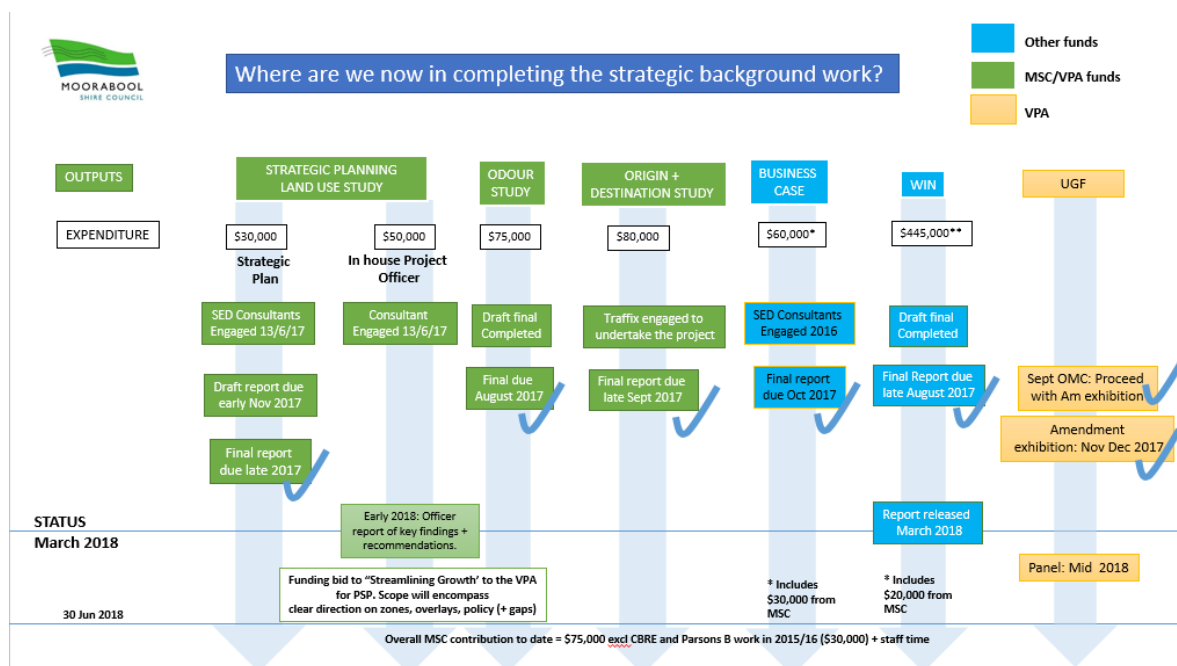 MOORABOOL
SHIRE COUNCIL
Where are we now in completing the strategic background work?
Other funds
MSC/VPA funds
VPA
OUTPUTS
STRATEGIC PLANNING
LAND USE STUDY
ODOUR
STUDY
ORIGIN +
DESTINATION STUDY
BUSINESS
CASE
WIN
UGF
EXPENDITURE
$30,000
$50,000
$75,000
$80,000
$60,000*
$445,000**
Strategic
Plan
In house Project
Officer
SED Consultants
Engaged 13/6/17
Consultant
Engaged 13/6/17
Draft final
Completed
Traffix engaged to
undertake the project
SED Consultants
Engaged 2016
Draft final
Completed
Draft report due
early Nov 2017
Final due
August 2017
Final report due
late Sept 2017
Final report
due Oct 2017
Final Report due
late August 2017
Sept OMC: Proceed
with Am exhibition
Final report
due late 2017
Amendment
exhibition: Nov Dec 2017
STATUS
March 2018
Early 2018: Officer
report of key findings +
recommendations.
Report released
March 2018
Funding bid to "Streamlining Growth' to the VPA
for PSP. Scope will encompass
clear direction on zones, overlays, policy (+ gaps)
* Includes
$30,000 from
MSC
* Includes
$20,000 from
MSC
Panel: Mid 2018
30 Jun 2018
Overall MSC contribution to date = $75,000 excl CBRE and Parsons B work in 2015/16 ($30,000) + staff time